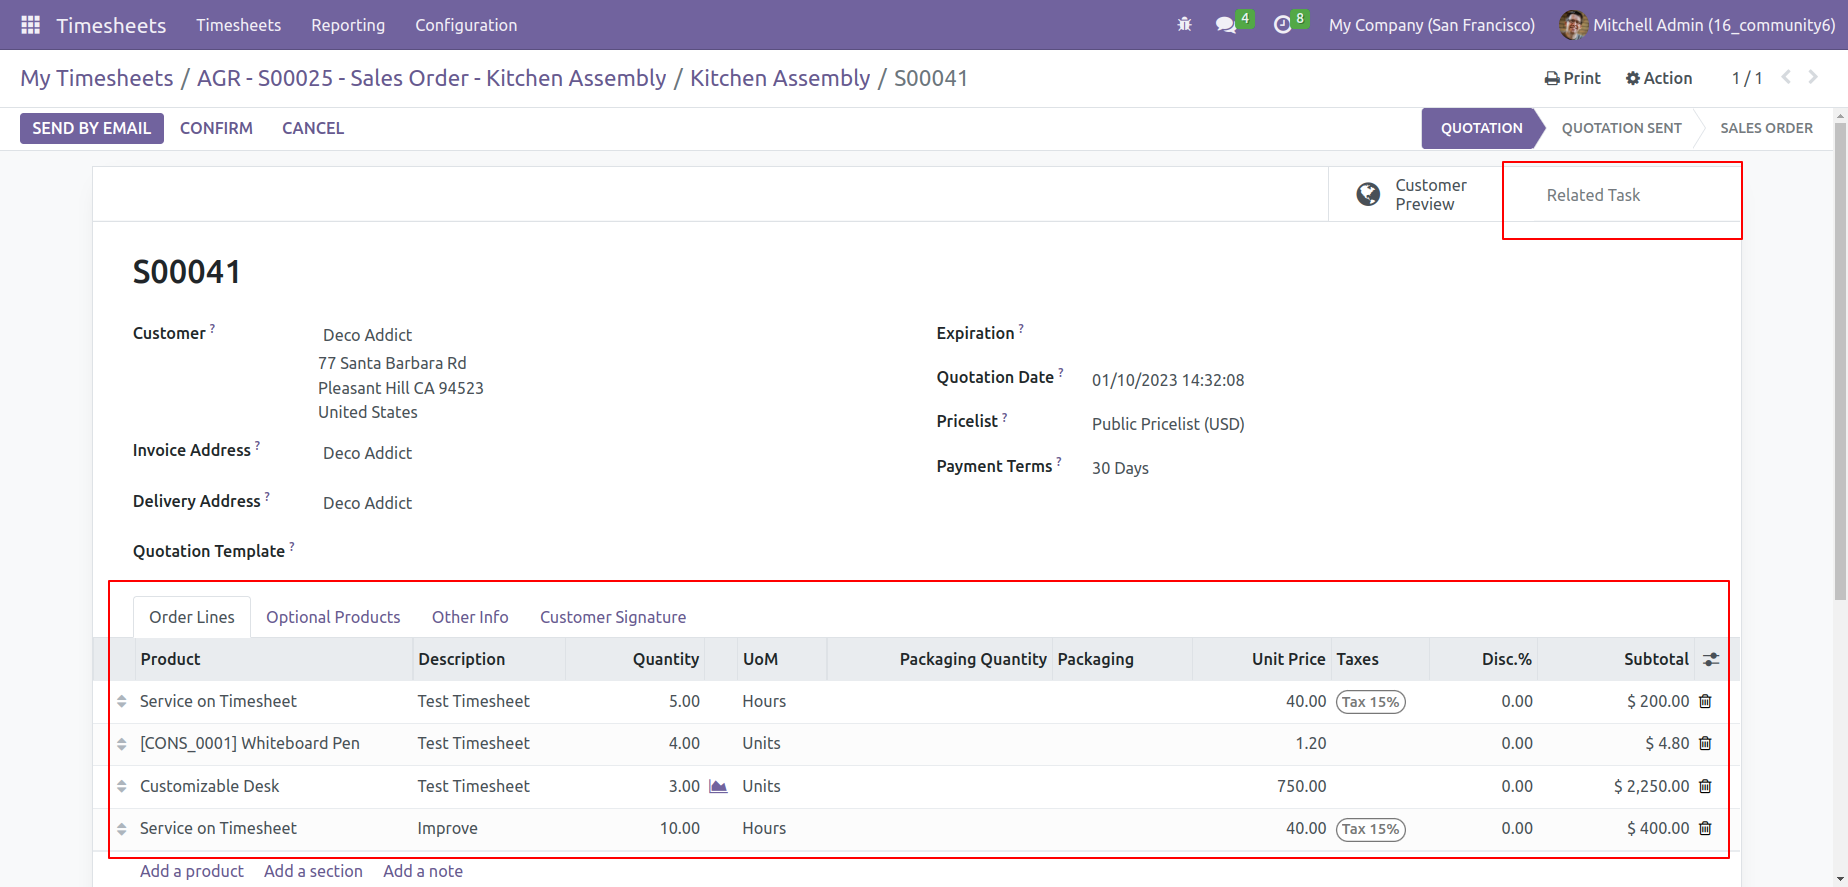 Timesheets Timesheets Reporting Configuration 4 8 My Company (San Francisco) Mitchell Admin (16_community6)
My Timesheets / AGR - S00025 - Sales Order - Kitchen Assembly / Kitchen Assembly / S00041 Print Action 1 / 1
SEND BY EMAIL CONFIRM CANCEL QUOTATION QUOTATION SENT SALES ORDER
Customer
Preview
Related Task
S00041
Customer ? Deco Addict
77 Santa Barbara Rd
Pleasant Hill CA 94523
United States
Invoice Address ? Deco Addict
Delivery Address ? Deco Addict
Quotation Template ?
Expiration ?
Quotation Date ? 01/10/2023 14:32:08
Pricelist ? Public Pricelist (USD)
Payment Terms ? 30 Days
Order Lines Optional Products Other Info Customer Signature
Product Description Quantity UoM Packaging Quantity Packaging Unit Price Taxes Disc.% Subtotal
Service on Timesheet Test Timesheet 5.00 Hours 40.00 Tax 15% 0.00 $ 200.00
[CONS_0001] Whiteboard Pen Test Timesheet 4.00 Units 1.20 0.00 $ 4.80
Customizable Desk Test Timesheet 3.00 Units 750.00 0.00 $ 2,250.00
Service on Timesheet Improve 10.00 Hours 40.00 Tax 15% 0.00 $ 400.00
Add a product Add a section Add a note